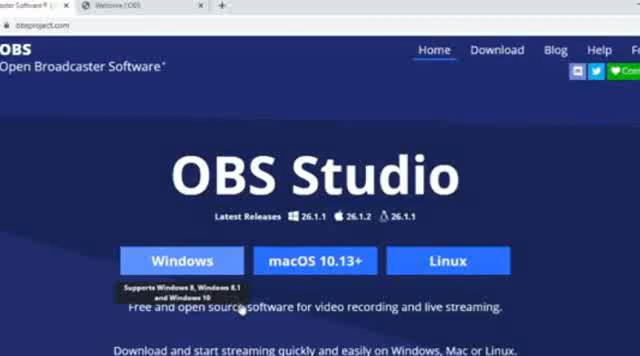 Welcome | OBS
obsproject.com
OBS
Open Broadcaster Software
Home Download Blog Help
OBS Studio
Latest Releases 26.1.1 26.1.2 26.1.1
Windows macOS 10.13+ Linux
Supports Windows 8, Windows 8.1
and Windows 10
Free and open source software for video recording and live streaming.
Download and start streaming quickly and easily on Windows, Mac or Linux.